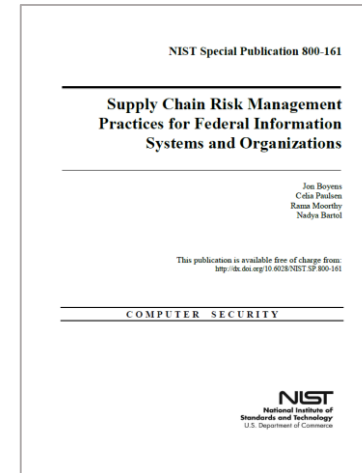 NIST Special Publication 800-161
Supply Chain Risk Management
Practices for Federal Information
Systems and Organizations
Jon Boyens
Celia Paulsen
Rama Moorthy
Nadya Bartol
This publication is available free of charge from:
http://dx.doi.org/10.6028/NIST.SP.800-161
COMPUTER SECURITY
NIST
National Institute of
Standards and Technology
U.S. Department of Commerce